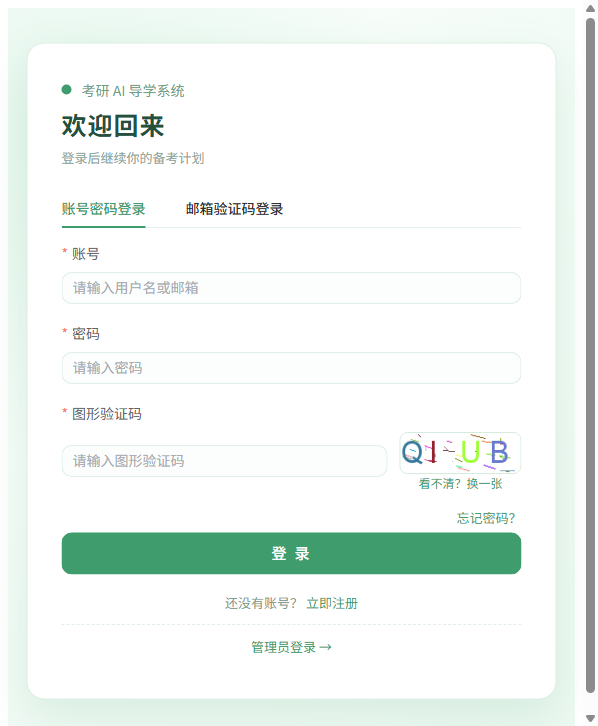 考研 AI 导学系统
欢迎回来
登录后继续你的备考计划
账号密码登录 邮箱验证码登录
* 账号
请输入用户名或邮箱
* 密码
请输入密码
* 图形验证码
请输入图形验证码
看不清？换一张
忘记密码？
登 录
还没有账号？ 立即注册
管理员登录 →